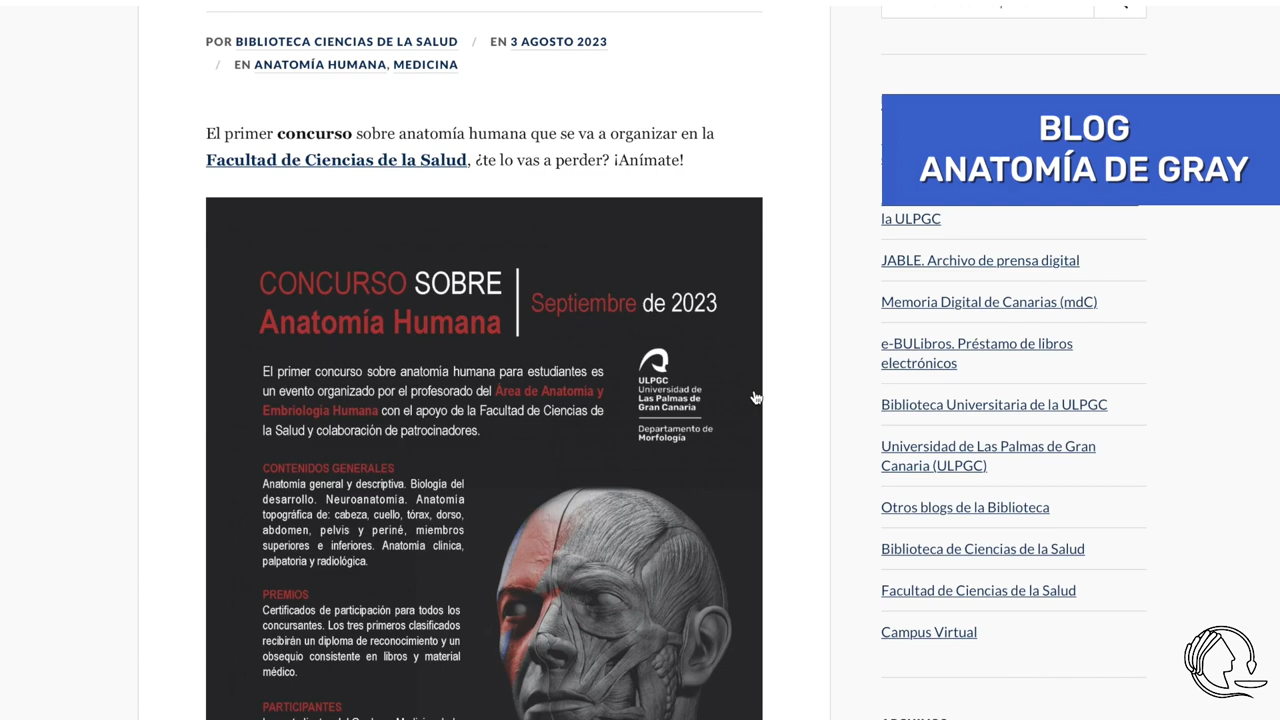 POR BIBLIOTECA CIENCIAS DE LA SALUD / EN 3 AGOSTO 2023
/ EN ANATOMÍA HUMANA, MEDICINA
El primer concurso sobre anatomía humana que se va a organizar en la
Facultad de Ciencias de la Salud, ¿te lo vas a perder? ¡Anímate!
CONCURSO SOBRE
Anatomía Humana
Septiembre de 2023
El primer concurso sobre anatomía humana para estudiantes es
un evento organizado por el profesorado del Área de Anatomía y
Embriología Humana con el apoyo de la Facultad de Ciencias de
la Salud y colaboración de patrocinadores.
ULPGC
Universidad de
Las Palmas de
Gran Canaria
Departamento de
Morfología
CONTENIDOS GENERALES
Anatomía general y descriptiva. Biología del
desarrollo. Neuroanatomía. Anatomía
topográfica de: cabeza, cuello, tórax, dorso,
abdomen, pelvis y periné, miembros
superiores e inferiores. Anatomía clínica,
palpatoria y radiológica.
PREMIOS
Certificados de participación para todos los
concursantes. Los tres primeros clasificados
recibirán un diploma de reconocimiento y un
obsequio consistente en libros y material
médico.
PARTICIPANTES
BLOG
ANATOMÍA DE GRAY
la ULPGC
JABLE. Archivo de prensa digital
Memoria Digital de Canarias (mdC)
e-BULibros. Préstamo de libros
electrónicos
Biblioteca Universitaria de la ULPGC
Universidad de Las Palmas de Gran
Canaria (ULPGC)
Otros blogs de la Biblioteca
Biblioteca de Ciencias de la Salud
Facultad de Ciencias de la Salud
Campus Virtual